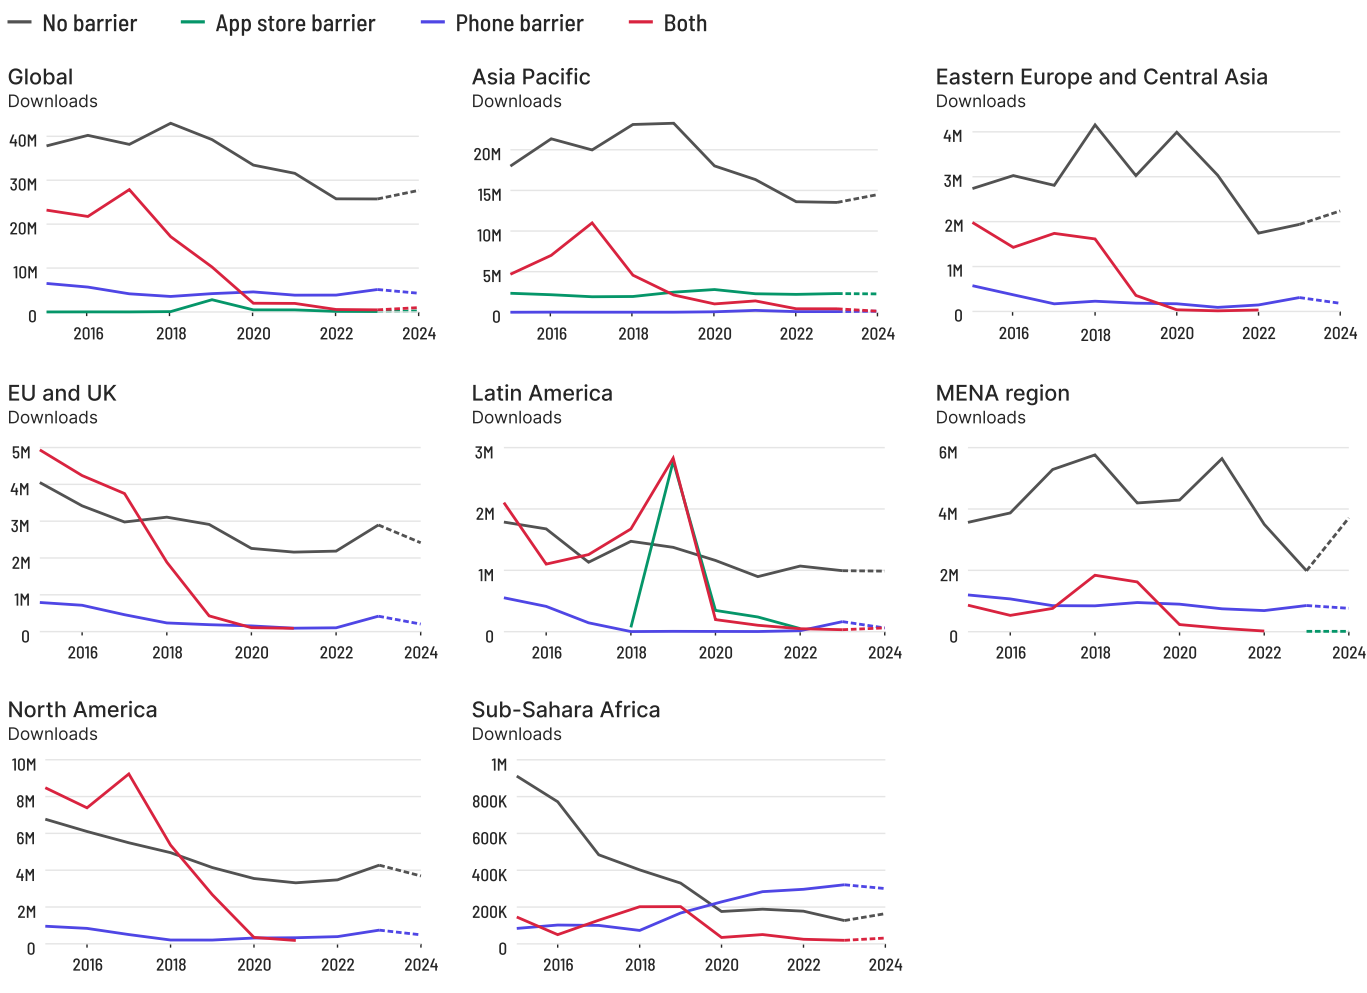 No barrier App store barrier Phone barrier Both
Global
Downloads
40M
30M
20M
10M
0
2016 2018 2020 2022 2024
Asia Pacific
Downloads
20M
15M
10M
5M
0
2016 2018 2020 2022 2024
Eastern Europe and Central Asia
Downloads
4M
3M
2M
1M
0
2016 2018 2020 2022 2024
EU and UK
Downloads
5M
4M
3M
2M
1M
0
2016 2018 2020 2022 2024
Latin America
Downloads
3M
2M
1M
0
2016 2018 2020 2022 2024
MENA region
Downloads
6M
4M
2M
0
2016 2018 2020 2022 2024
North America
Downloads
10M
8M
6M
4M
2M
0
2016 2018 2020 2022 2024
Sub-Sahara Africa
Downloads
1M
800K
600K
400K
200K
0
2016 2018 2020 2022 2024